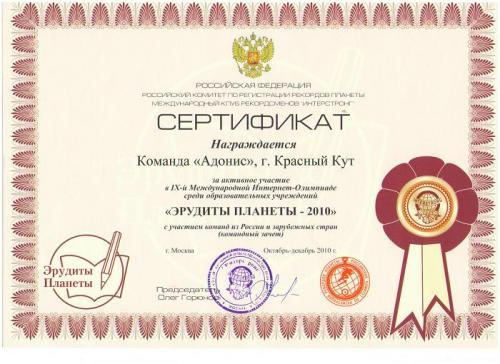 РОССИЙСКАЯ ФЕДЕРАЦИЯ
РОССИЙСКИЙ КОМИТЕТ ПО РЕГИСТРАЦИИ РЕКОРДОВ ПЛАНЕТЫ
МЕЖДУНАРОДНЫЙ КЛУБ РЕКОРДСМЕНОВ "ИНТЕРСТРОНГ"
СЕРТИФИКАТ
Награждается
Команда «Адонис», г. Красный Кут
за активное участие
в IX-й Международной Интернет-Олимпиаде
среди образовательных учреждений
«ЭРУДИТЫ ПЛАНЕТЫ - 2010»
с участием команд из России и зарубежных стран
(командный зачет)
г. Москва Октябрь-декабрь 2010 г.
Эрудиты
Планеты
Председатель
Олег Горюнов